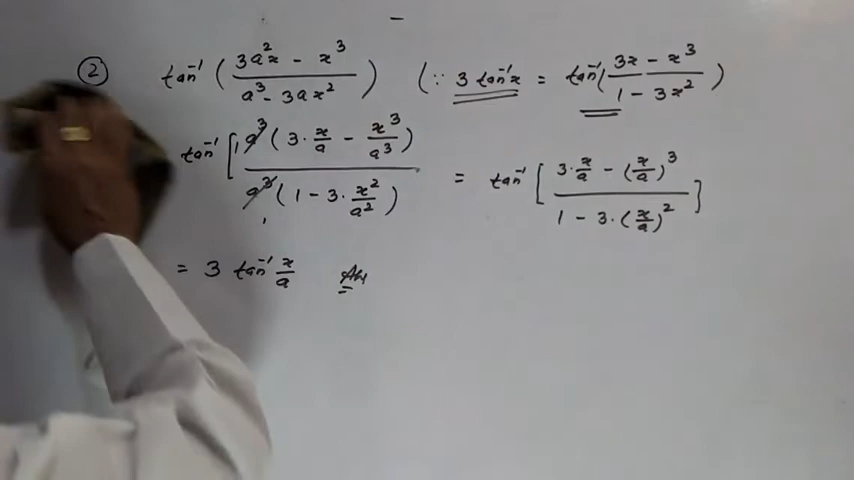 ② tan⁻¹ ( (3a²x - x³) / (a³ - 3ax²) ) (∵ 3 tan⁻¹x = tan⁻¹( (3x - x³) / (1 - 3x²) )
tan⁻¹ [ 1 a³ ( 3 · x/a - x³/a³ ) / a³ ( 1 - 3 · x²/a² ) 1 = tan⁻¹ [ (3 · x/a - (x/a)³) / (1 - 3 · (x/a)²) ]
= 3 tan⁻¹ x/a Ans